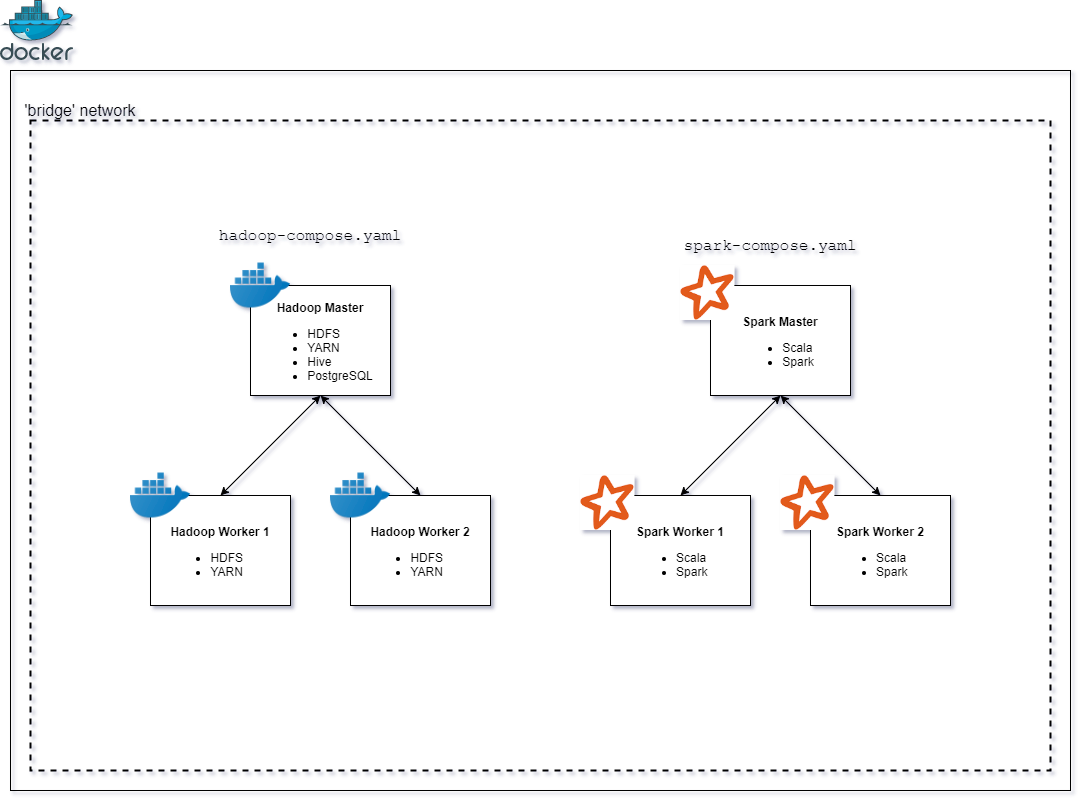 docker
'bridge' network
hadoop-compose.yaml
spark-compose.yaml
Hadoop Master
• HDFS
• YARN
• Hive
• PostgreSQL
Spark Master
• Scala
• Spark
Hadoop Worker 1
• HDFS
• YARN
Hadoop Worker 2
• HDFS
• YARN
Spark Worker 1
• Scala
• Spark
Spark Worker 2
• Scala
• Spark